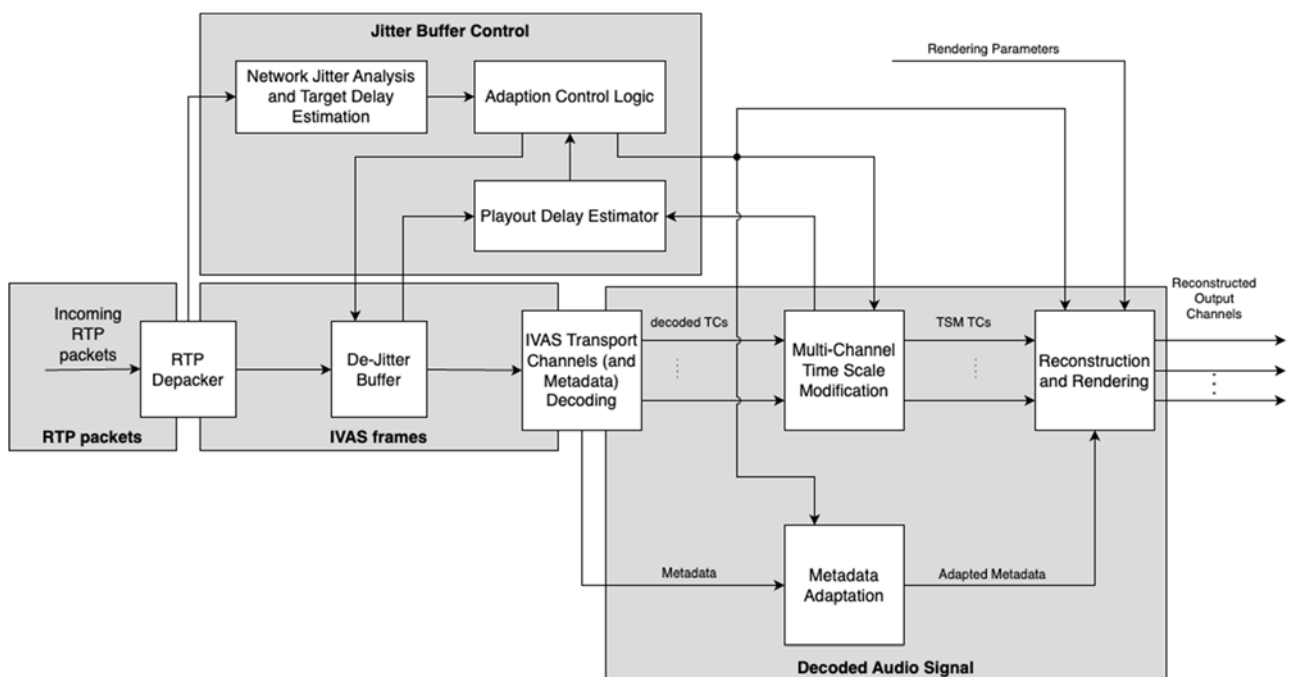 Jitter Buffer Control
Rendering Parameters
Network Jitter Analysis
and Target Delay
Estimation
Adaption Control Logic
Playout Delay Estimator
Incoming
RTP
packets
RTP
Depacker
RTP packets
De-Jitter
Buffer
IVAS frames
IVAS Transport
Channels (and
Metadata)
Decoding
decoded TCs
Multi-Channel
Time Scale
Modification
TSM TCs
Reconstruction
and Rendering
Reconstructed
Output
Channels
Metadata
Metadata
Adaptation
Adapted Metadata
Decoded Audio Signal